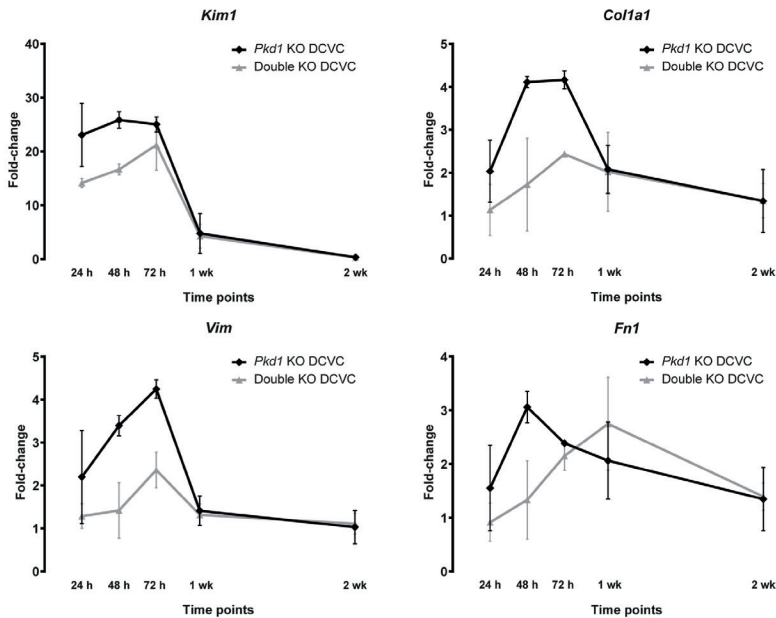 Kim1
Pkd1 KO DCVC
Double KO DCVC
Fold-change
40
30
20
10
0
24 h 48 h 72 h 1 wk 2 wk
Time points
Col1a1
Pkd1 KO DCVC
Double KO DCVC
Fold-change
5
4
3
2
1
0
24 h 48 h 72 h 1 wk 2 wk
Time points
Vim
Pkd1 KO DCVC
Double KO DCVC
Fold-change
5
4
3
2
1
0
24 h 48 h 72 h 1 wk 2 wk
Time points
Fn1
Pkd1 KO DCVC
Double KO DCVC
Fold-change
4
3
2
1
0
24 h 48 h 72 h 1 wk 2 wk
Time points